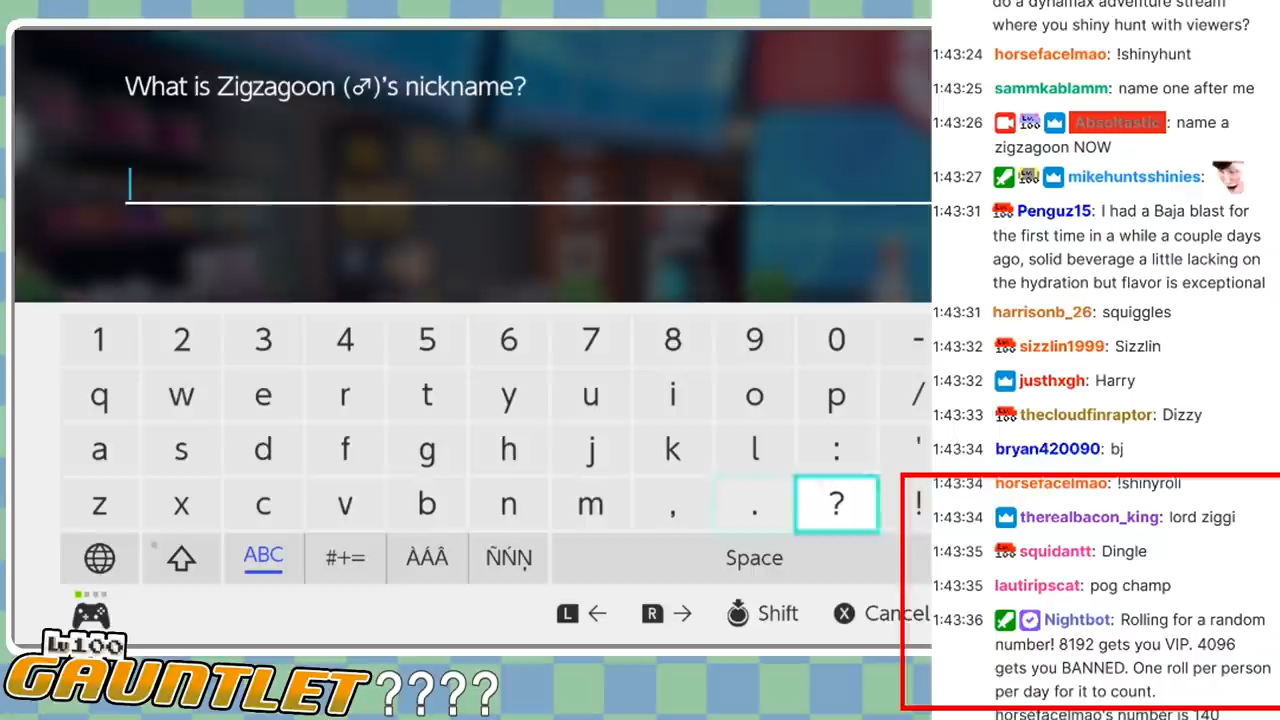 What is Zigzagoon (♂)'s nickname?
1 2 3 4 5 6 7 8 9 0 -
q w e r t y u i o p /
a s d f g h j k l : '
z x c v b n m , . ? !
ABC #+= ÀÁÂ ÑŃŅ Space
L ← R → Shift X Cancel
Lv100
GAUNTLET ????
do a dynamax adventure stream
where you shiny hunt with viewers?
1:43:24 horsefacelmao: !shinyhunt
1:43:25 sammkablamm: name one after me
1:43:26 Absoltastic: name a
zigzagoon NOW
1:43:27 mikehuntsshinies:
1:43:31 Penguz15: I had a Baja blast for
the first time in a while a couple days
ago, solid beverage a little lacking on
the hydration but flavor is exceptional
1:43:31 harrisonb_26: squiggles
1:43:32 sizzlin1999: Sizzlin
1:43:32 justhxgh: Harry
1:43:33 thecloudfinraptor: Dizzy
1:43:34 bryan420090: bj
1:43:34 horsefacelmao: !shinyroll
1:43:34 therealbacon_king: lord ziggi
1:43:35 squidantt: Dingle
1:43:35 lautiripscat: pog champ
1:43:36 Nightbot: Rolling for a random
number! 8192 gets you VIP. 4096
gets you BANNED. One roll per person
per day for it to count.
horsefacelmao's number is 140